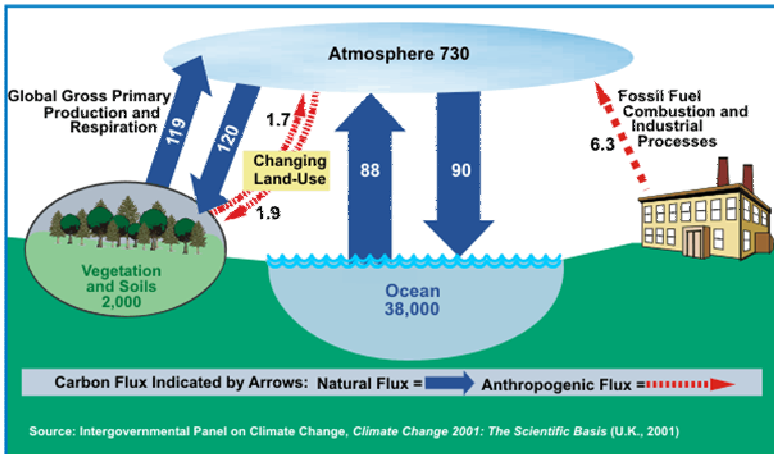 Atmosphere 730
Global Gross Primary
Production and
Respiration
119
120
1.7
Changing
Land-Use
1.9
88
90
Fossil Fuel
Combustion and
Industrial
Processes
6.3
Vegetation
and Soils
2,000
Ocean
38,000
Carbon Flux Indicated by Arrows: Natural Flux = Anthropogenic Flux =
Source: Intergovernmental Panel on Climate Change, Climate Change 2001: The Scientific Basis (U.K., 2001)